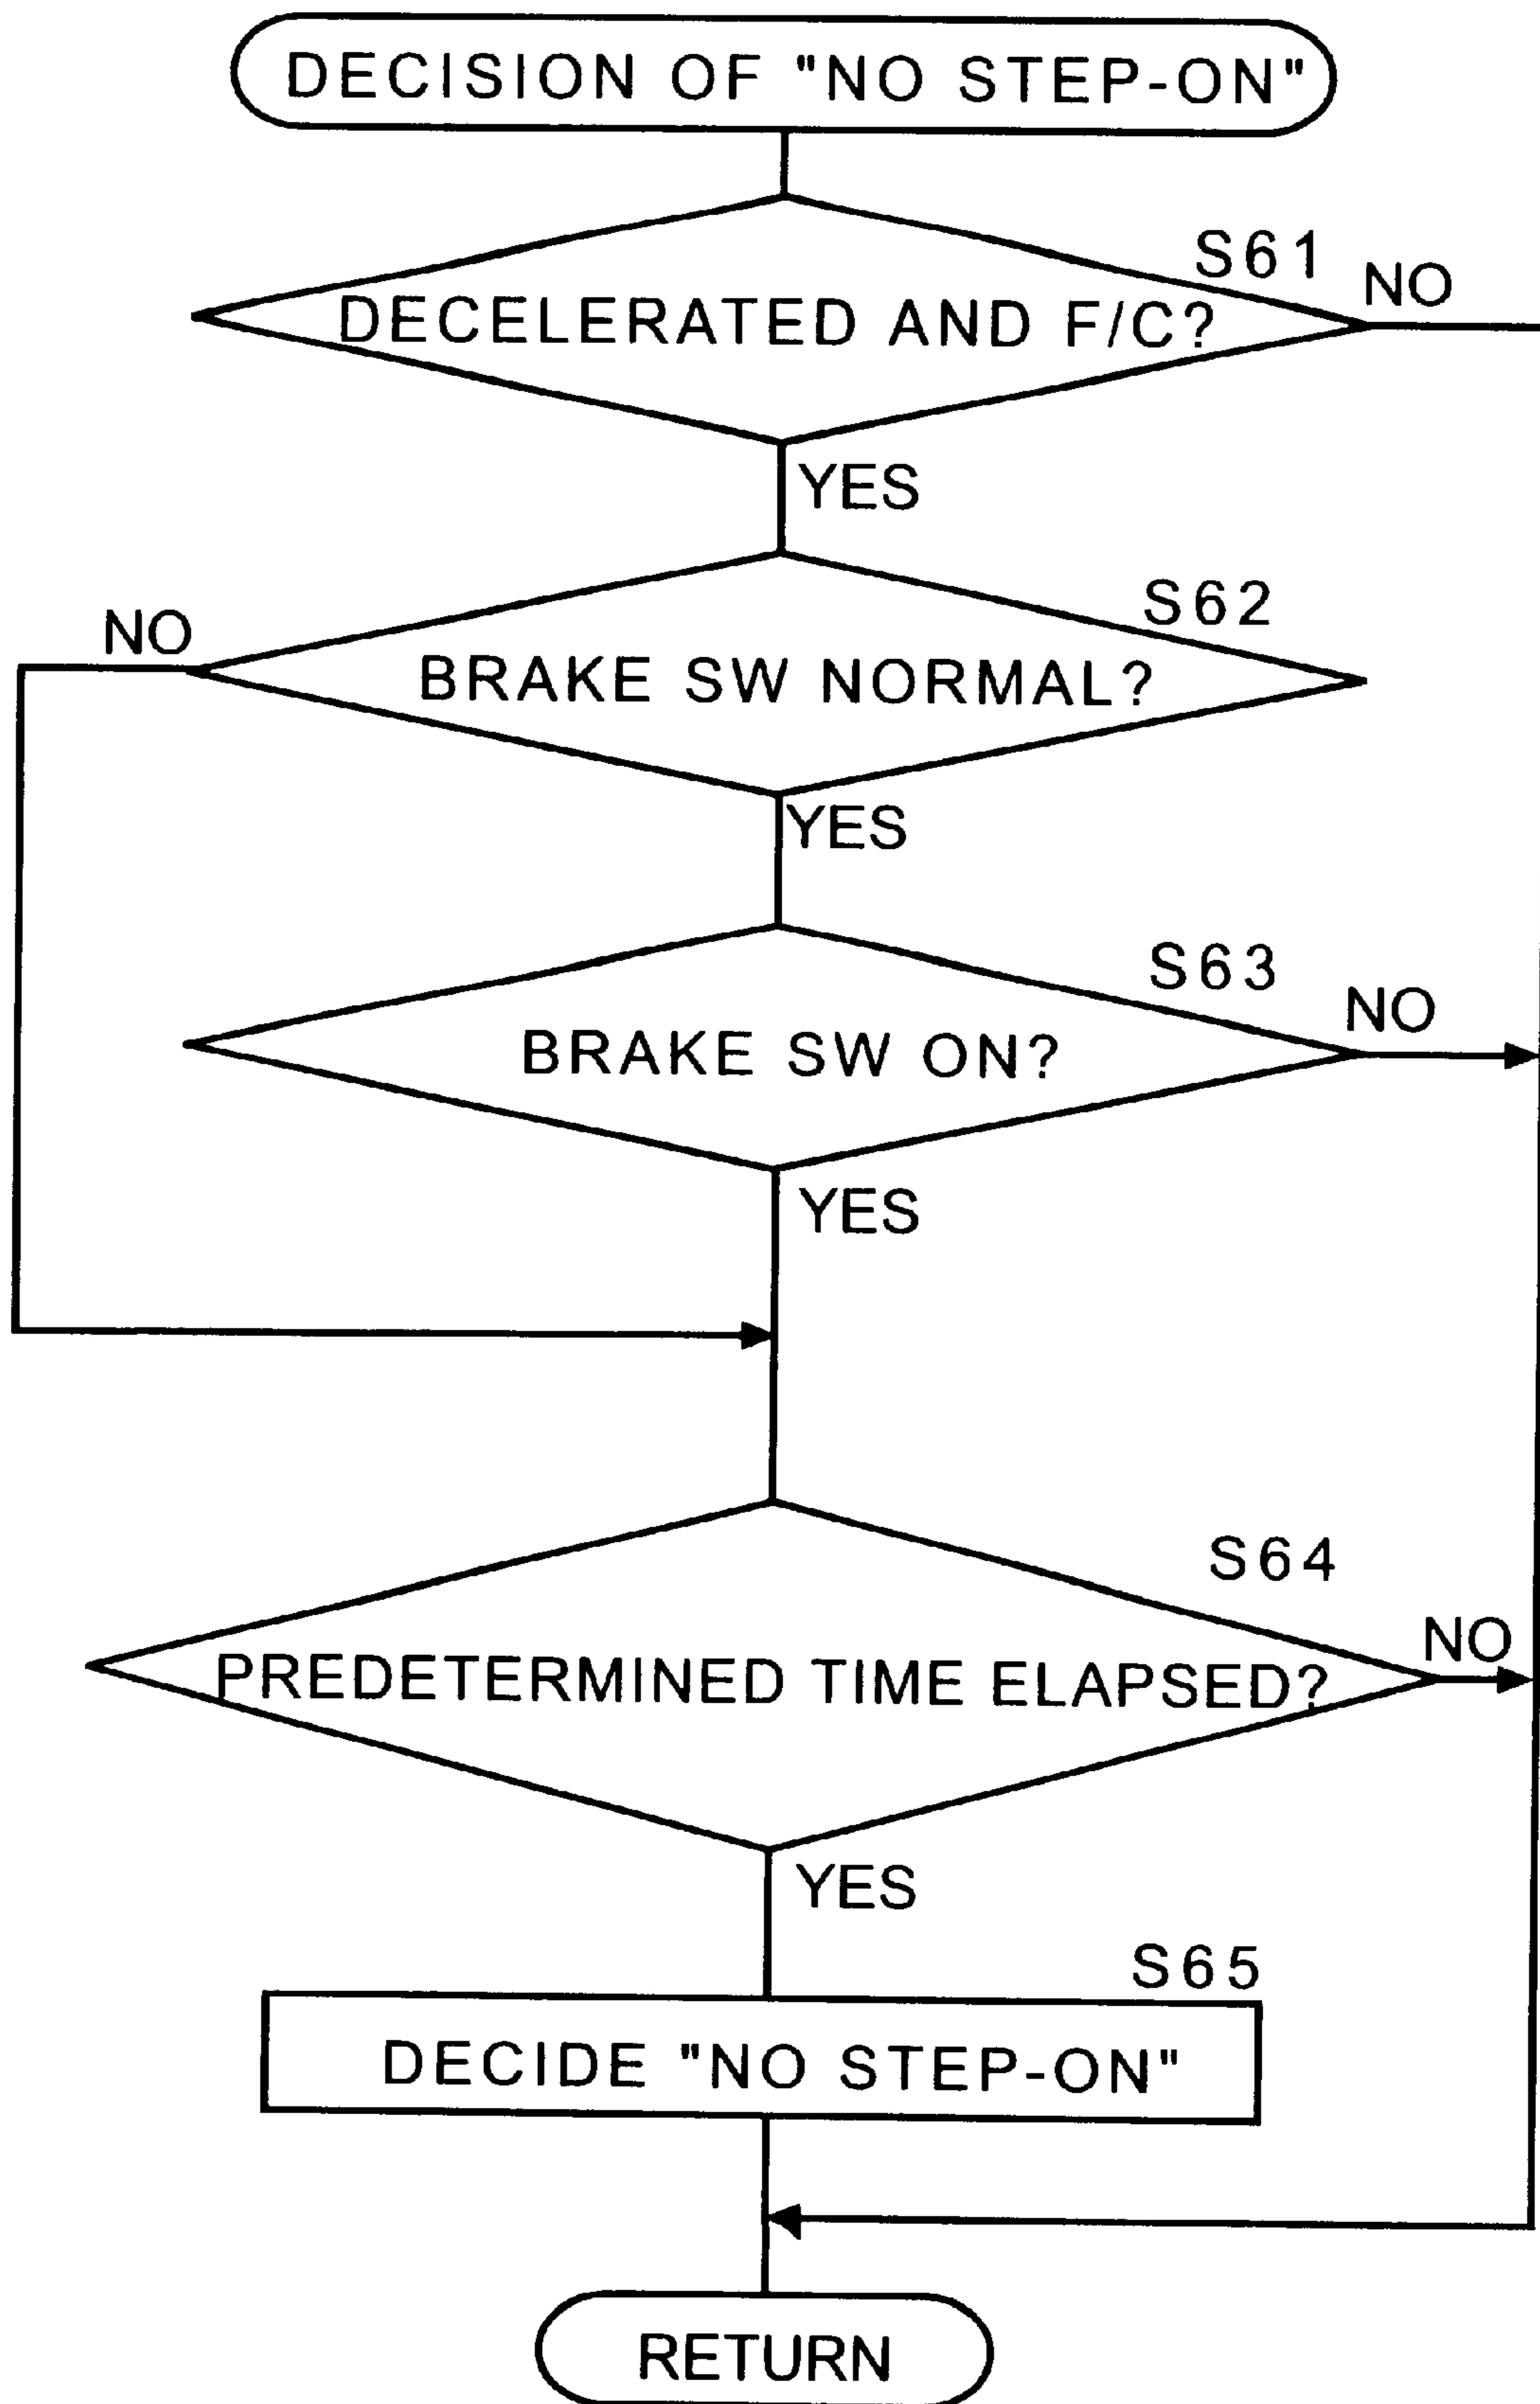 DECISION OF "NO STEP-ON"
S61
NO
DECELERATED AND F/C?
YES
S62
NO
BRAKE SW NORMAL?
YES
S63
NO
BRAKE SW ON?
YES
S64
NO
PREDETERMINED TIME ELAPSED?
YES
S65
DECIDE "NO STEP-ON"
RETURN